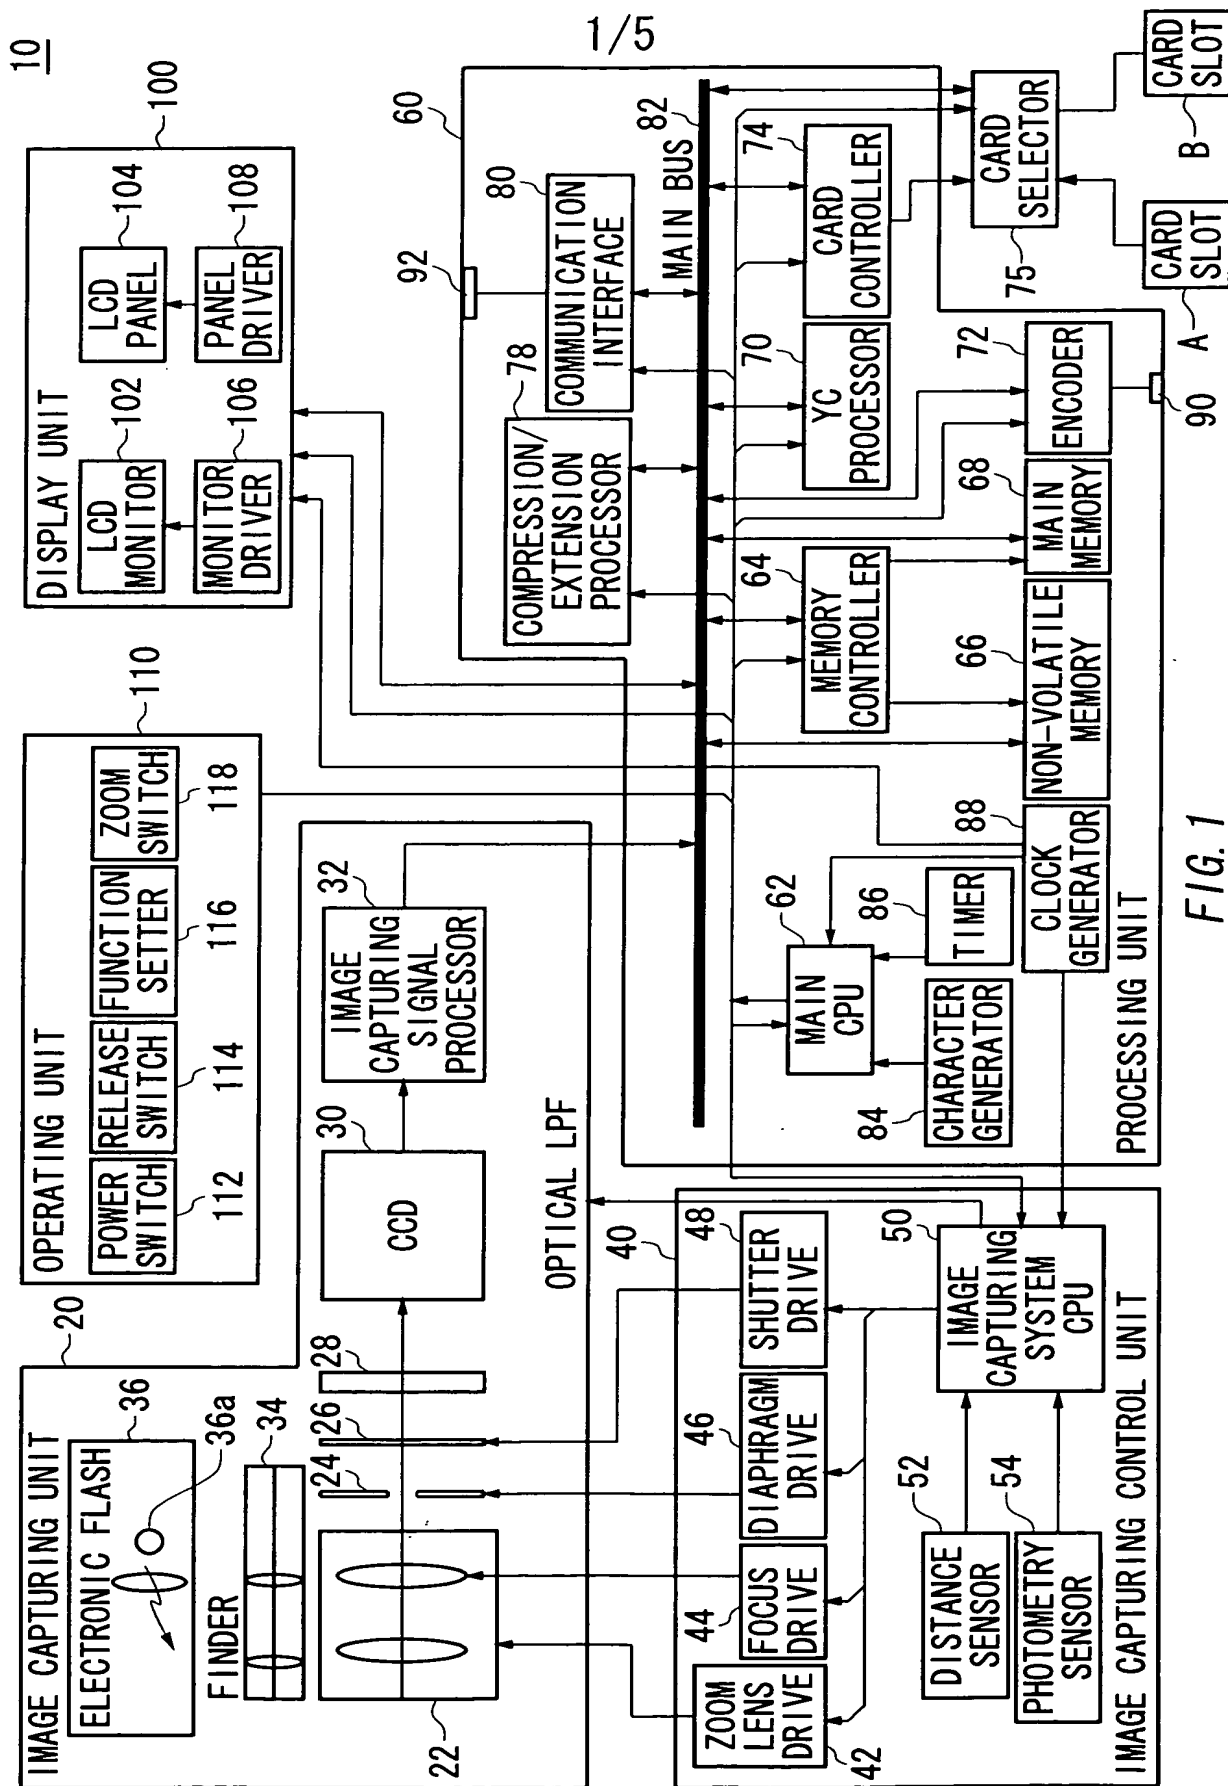 1/5
10
IMAGE CAPTURING UNIT
20
ELECTRONIC FLASH
36
36a
FINDER
34
22
24
26
28
CCD
30
IMAGE
CAPTURING
SIGNAL
PROCESSOR
32
OPTICAL LPF
OPERATING UNIT
110
POWER
SWITCH
112
RELEASE
SWITCH
114
FUNCTION
SETTER
116
ZOOM
SWITCH
118
DISPLAY UNIT
100
LCD
MONITOR
102
LCD
PANEL
104
MONITOR
DRIVER
106
PANEL
DRIVER
108
40
ZOOM
LENS
DRIVE
42
FOCUS
DRIVE
44
DIAPHRAGM
DRIVE
46
SHUTTER
DRIVE
48
IMAGE
CAPTURING
SYSTEM
CPU
50
DISTANCE
SENSOR
52
PHOTOMETRY
SENSOR
54
IMAGE CAPTURING CONTROL UNIT
60
COMPRESSION/
EXTENSION
PROCESSOR
78
COMMUNICATION
INTERFACE
80
92
MAIN BUS
82
MAIN
CPU
62
CHARACTER
GENERATOR
84
TIMER
86
CLOCK
GENERATOR
88
MEMORY
CONTROLLER
64
NON-VOLATILE
MEMORY
66
MAIN
MEMORY
68
YC
PROCESSOR
70
ENCODER
72
90
CARD
CONTROLLER
74
CARD
SELECTOR
75
CARD
SLOT
A
CARD
SLOT
B
PROCESSING UNIT
FIG. 1